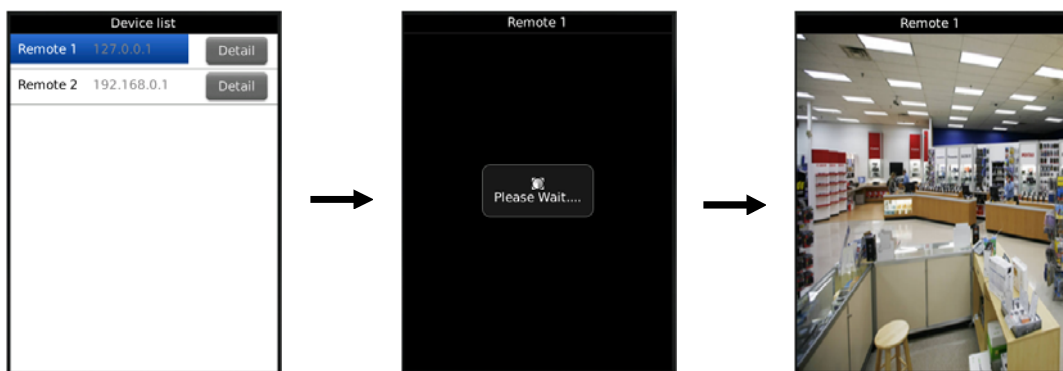 Device list
Remote 1 127.0.0.1 Detail
Remote 2 192.168.0.1 Detail
Remote 1
Please Wait....
Remote 1